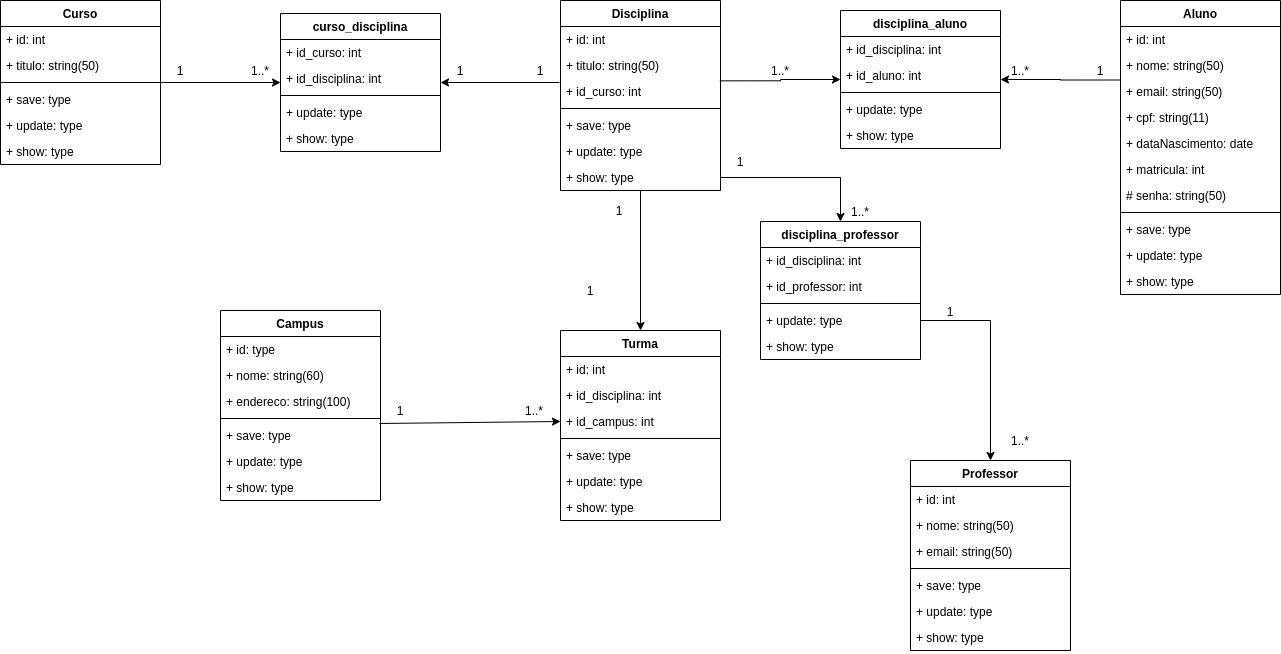 Curso
+ id: int
+ titulo: string(50)
+ save: type
+ update: type
+ show: type
1
1..*
curso_disciplina
+ id_curso: int
+ id_disciplina: int
+ update: type
+ show: type
1
1
Disciplina
+ id: int
+ titulo: string(50)
+ id_curso: int
+ save: type
+ update: type
+ show: type
1..*
disciplina_aluno
+ id_disciplina: int
+ id_aluno: int
+ update: type
+ show: type
1..*
1
Aluno
+ id: int
+ nome: string(50)
+ email: string(50)
+ cpf: string(11)
+ dataNascimento: date
+ matricula: int
# senha: string(50)
+ save: type
+ update: type
+ show: type
1
1..*
disciplina_professor
+ id_disciplina: int
+ id_professor: int
+ update: type
+ show: type
1
1
Campus
+ id: type
+ nome: string(60)
+ endereco: string(100)
+ save: type
+ update: type
+ show: type
1
1..*
Turma
+ id: int
+ id_disciplina: int
+ id_campus: int
+ save: type
+ update: type
+ show: type
1
1..*
Professor
+ id: int
+ nome: string(50)
+ email: string(50)
+ save: type
+ update: type
+ show: type